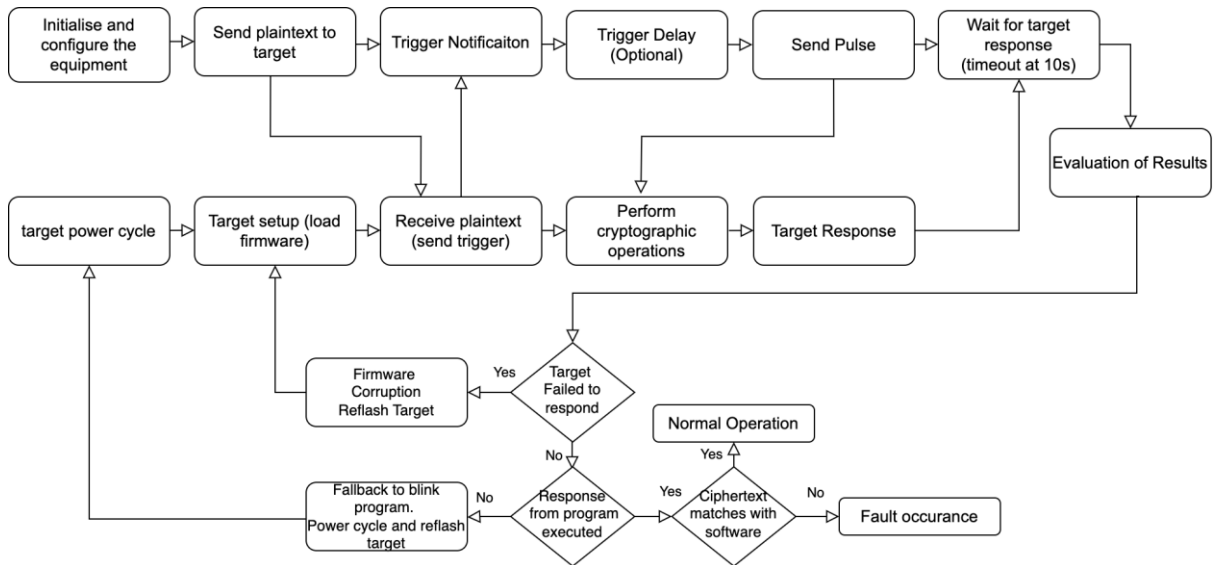 Initialise and
configure the
equipment
Send plaintext to
target
Trigger Notificaiton
Trigger Delay
(Optional)
Send Pulse
Wait for target
response
(timeout at 10s)
Evaluation of Results
target power cycle
Target setup (load
firmware)
Receive plaintext
(send trigger)
Perform
cryptographic
operations
Target Response
Firmware
Corruption
Reflash Target
Yes
Target
Failed to
respond
Normal Operation
No
Yes
Fallback to blink
program.
Power cycle and reflash
target
No
Response
from program
executed
Yes
Ciphertext
matches with
software
No
Fault occurance